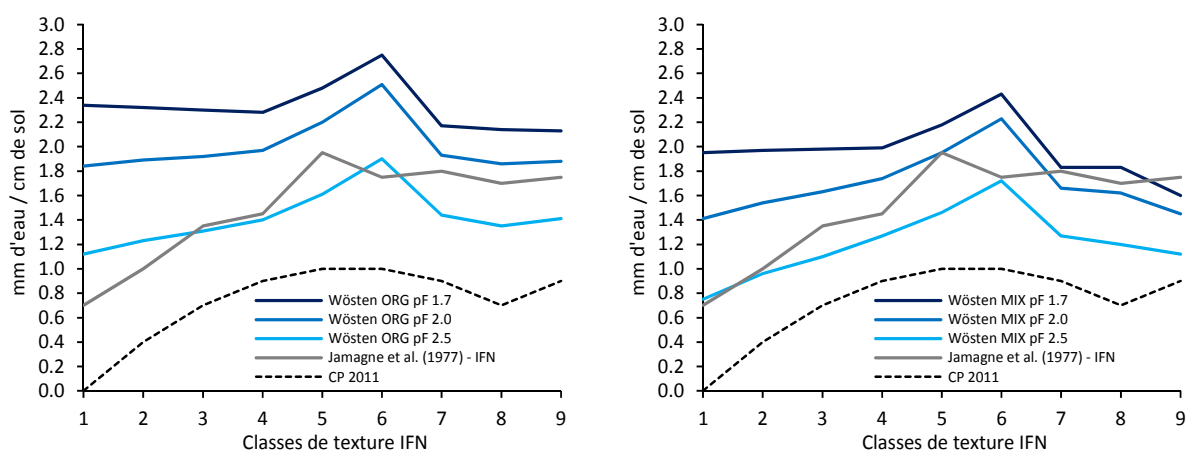 mm d'eau / cm de sol
3.0
2.8
2.6
2.4
2.2
2.0
1.8
1.6
1.4
1.2
1.0
0.8
0.6
0.4
0.2
0.0
Wösten ORG pF 1.7
Wösten ORG pF 2.0
Wösten ORG pF 2.5
Jamagne et al. (1977) - IFN
CP 2011
1 2 3 4 5 6 7 8 9
Classes de texture IFN
mm d'eau / cm de sol
3.0
2.8
2.6
2.4
2.2
2.0
1.8
1.6
1.4
1.2
1.0
0.8
0.6
0.4
0.2
0.0
Wösten MIX pF 1.7
Wösten MIX pF 2.0
Wösten MIX pF 2.5
Jamagne et al. (1977) - IFN
CP 2011
1 2 3 4 5 6 7 8 9
Classes de texture IFN